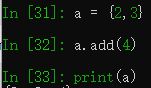 In [31]: a = {2,3}
In [32]: a.add(4)
In [33]: print(a)